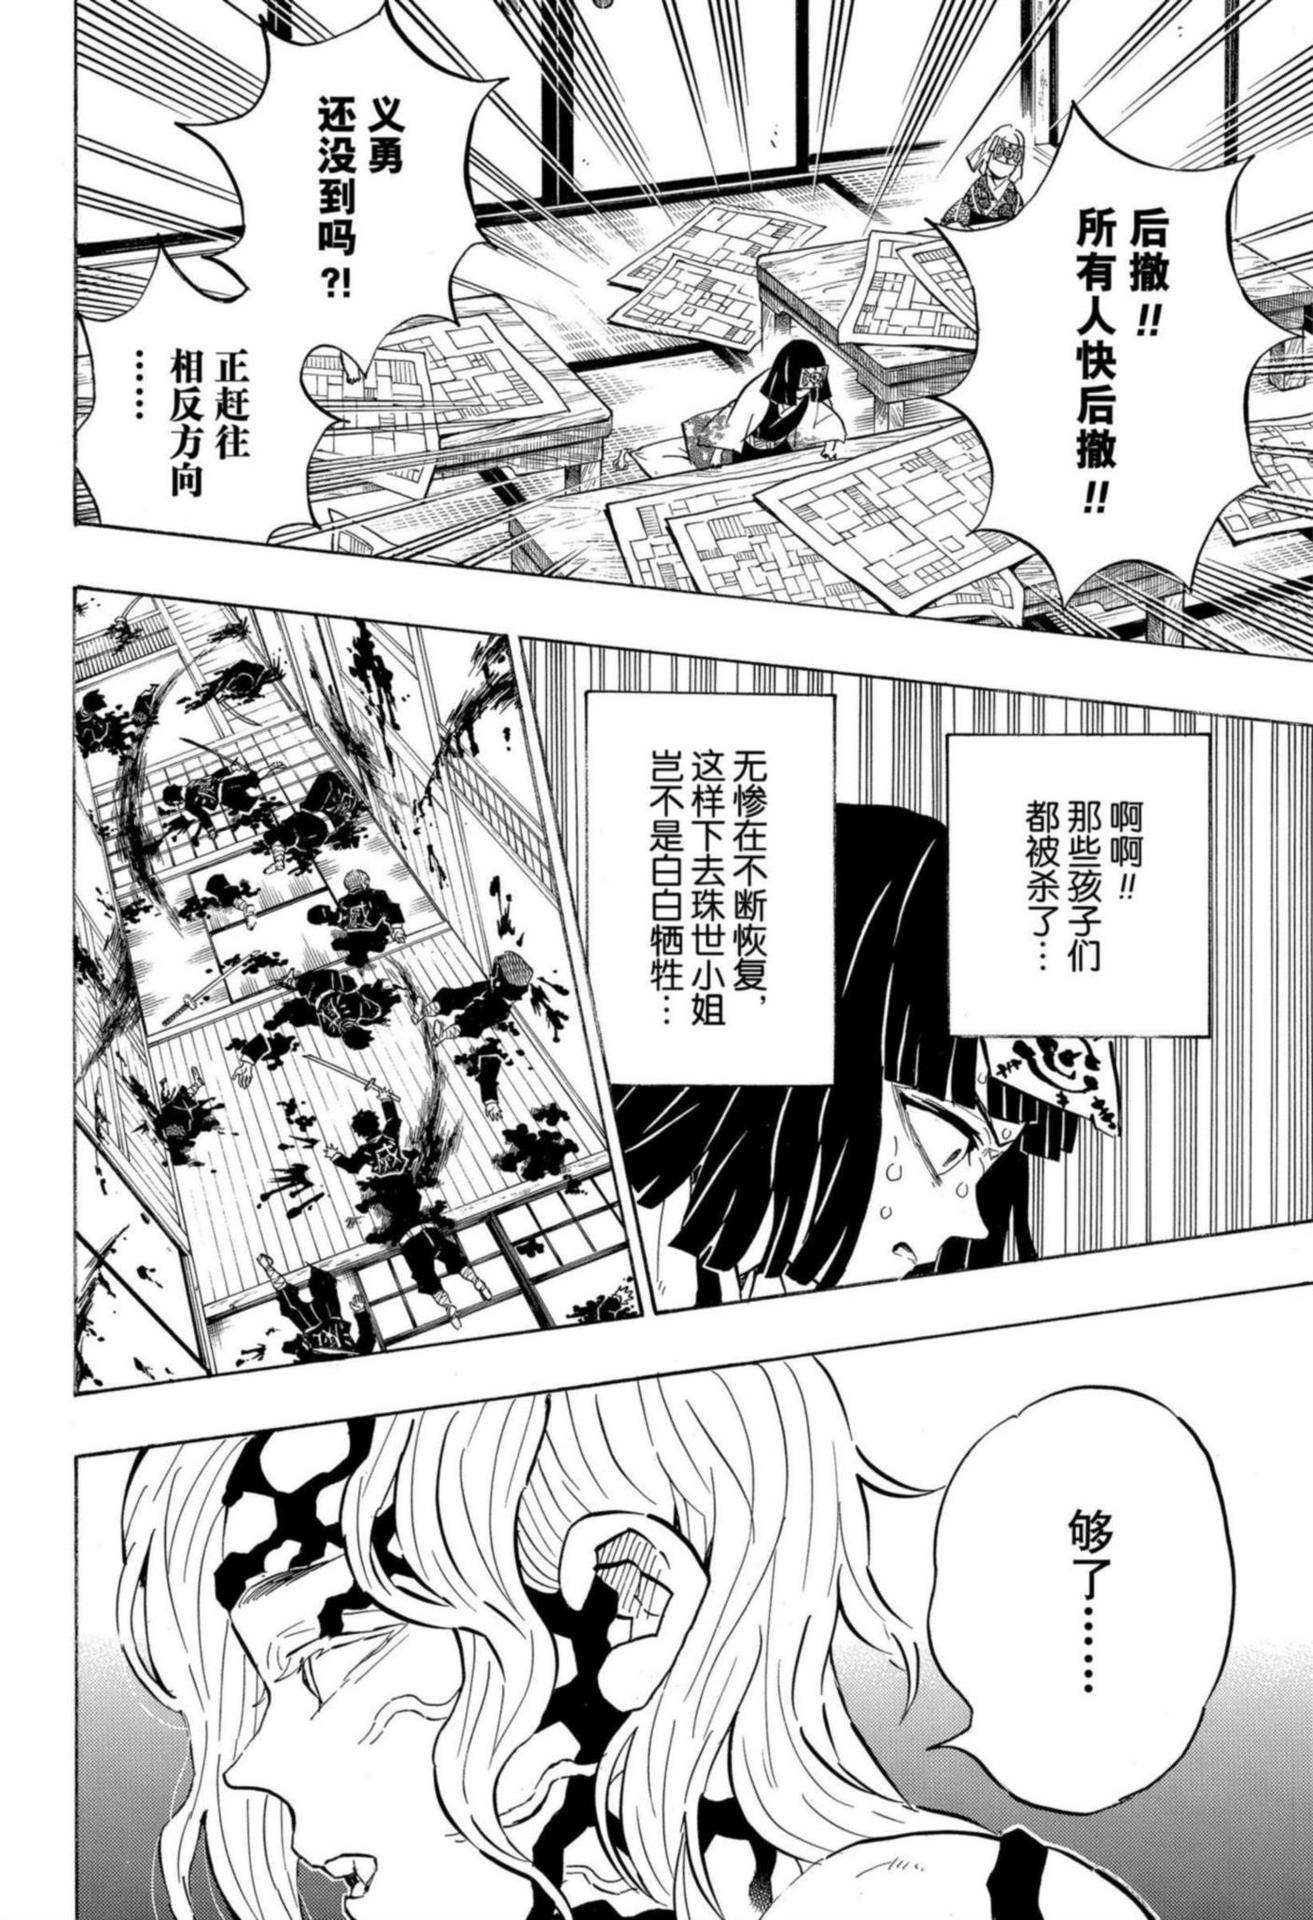 后撤!!
所有人快后撤!!
义勇
还没到吗?!
正赶往
相反方向
……
啊啊!!
那些孩子们
都被杀了…
无惨在不断恢复,
这样下去珠世小姐
岂不是白白牺牲…
够了……